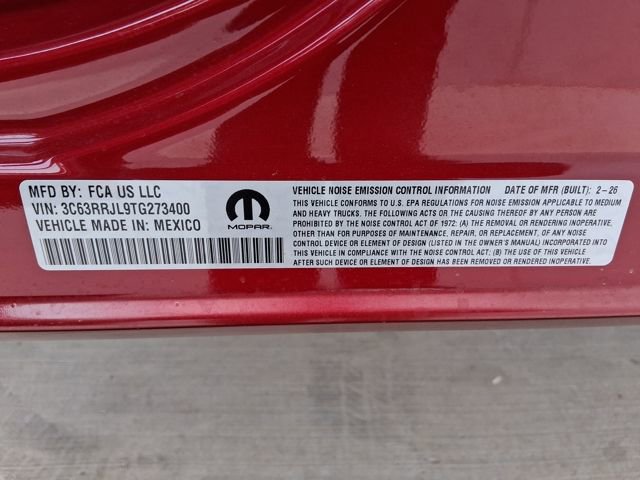 MFD BY: FCA US LLC
VIN: 3C63RRJL9TG273400
VEHICLE MADE IN: MEXICO
MOPAR
VEHICLE NOISE EMISSION CONTROL INFORMATION DATE OF MFR (BUILT): 2-26
THIS VEHICLE CONFORMS TO U.S. EPA REGULATIONS FOR NOISE EMISSION APPLICABLE TO MEDIUM
AND HEAVY TRUCKS. THE FOLLOWING ACTS OR THE CAUSING THEREOF BY ANY PERSON ARE
PROHIBITED BY THE NOISE CONTROL ACT OF 1972: (A) THE REMOVAL OR RENDERING INOPERATIVE,
OTHER THAN FOR PURPOSES OF MAINTENANCE, REPAIR, OR REPLACEMENT, OF ANY NOISE
CONTROL DEVICE OR ELEMENT OF DESIGN (LISTED IN THE OWNER'S MANUAL) INCORPORATED INTO
THIS VEHICLE IN COMPLIANCE WITH THE NOISE CONTROL ACT; (B) THE USE OF THIS VEHICLE
AFTER SUCH DEVICE OR ELEMENT OF DESIGN HAS BEEN REMOVED OR RENDERED INOPERATIVE.